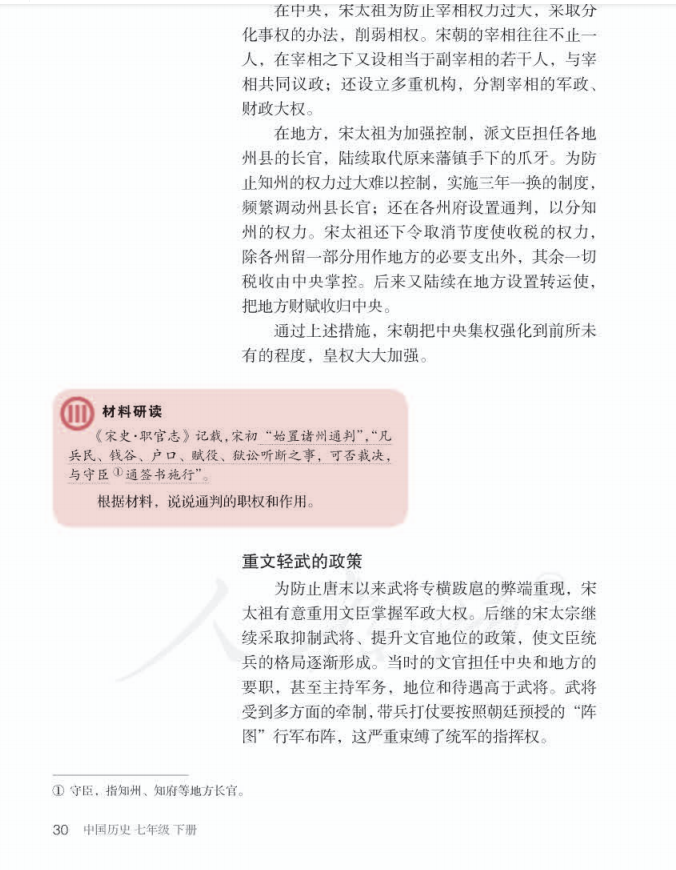 在中央，宋太祖为防止宰相权力过大，采取分
化事权的办法，削弱相权。宋朝的宰相往往不止一
人，在宰相之下又设相当于副宰相的若干人，与宰
相共同议政；还设立多重机构，分割宰相的军政、
财政大权。
在地方，宋太祖为加强控制，派文臣担任各地
州县的长官，陆续取代原来藩镇手下的爪牙。为防
止知州的权力过大难以控制，实施三年一换的制度，
频繁调动州县长官；还在各州府设置通判，以分知
州的权力。宋太祖还下令取消节度使收税的权力，
除各州留一部分用作地方的必要支出外，其余一切
税收由中央掌控。后来又陆续在地方设置转运使，
把地方财赋收归中央。
通过上述措施，宋朝把中央集权强化到前所未
有的程度，皇权大大加强。
材料研读
《宋史·职官志》记载，宋初“始置诸州通判”，“凡
兵民、钱谷、户口、赋役、狱讼听断之事，可否裁决，
与守臣①通签书施行”。
根据材料，说说通判的职权和作用。
重文轻武的政策
为防止唐末以来武将专横跋扈的弊端重现，宋
太祖有意重用文臣掌握军政大权。后继的宋太宗继
续采取抑制武将、提升文官地位的政策，使文臣统
兵的格局逐渐形成。当时的文官担任中央和地方的
要职，甚至主持军务，地位和待遇高于武将。武将
受到多方面的牵制，带兵打仗要按照朝廷预授的“阵
图”行军布阵，这严重束缚了统军的指挥权。
① 守臣，指知州、知府等地方长官。
30 中国历史 七年级 下册